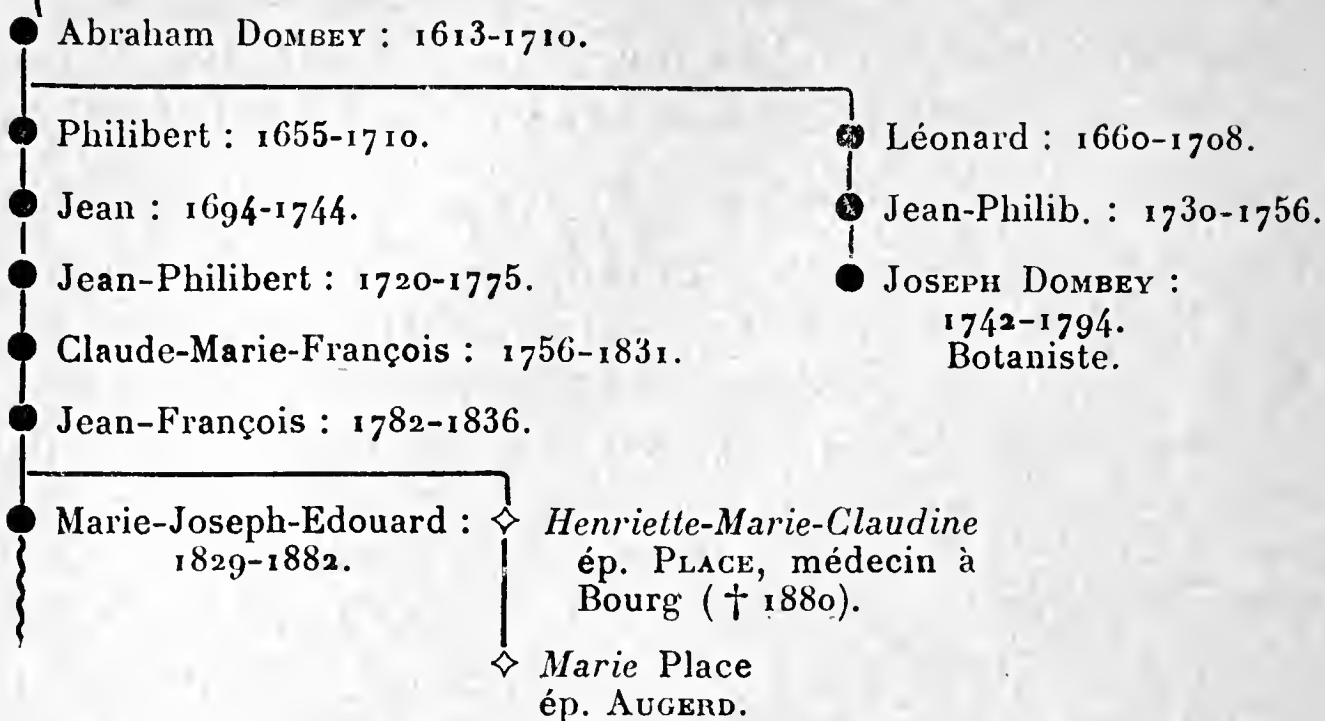 Abraham DOMBEY : 1613-1710.
Philibert : 1655-1710.
Léonard : 1660-1708.
Jean : 1694-1744.
Jean-Philib. : 1730-1756.
Jean-Philibert : 1720-1775.
JOSEPH DOMBEY :
1742-1794.
Botaniste.
Claude-Marie-François : 1756-1831.
Jean-François : 1782-1836.
Marie-Joseph-Edouard :
1829-1882.
Henriette-Marie-Claudine
ép. PLACE, médecin à
Bourg († 1880).
Marie Place
ép. AUGERD.